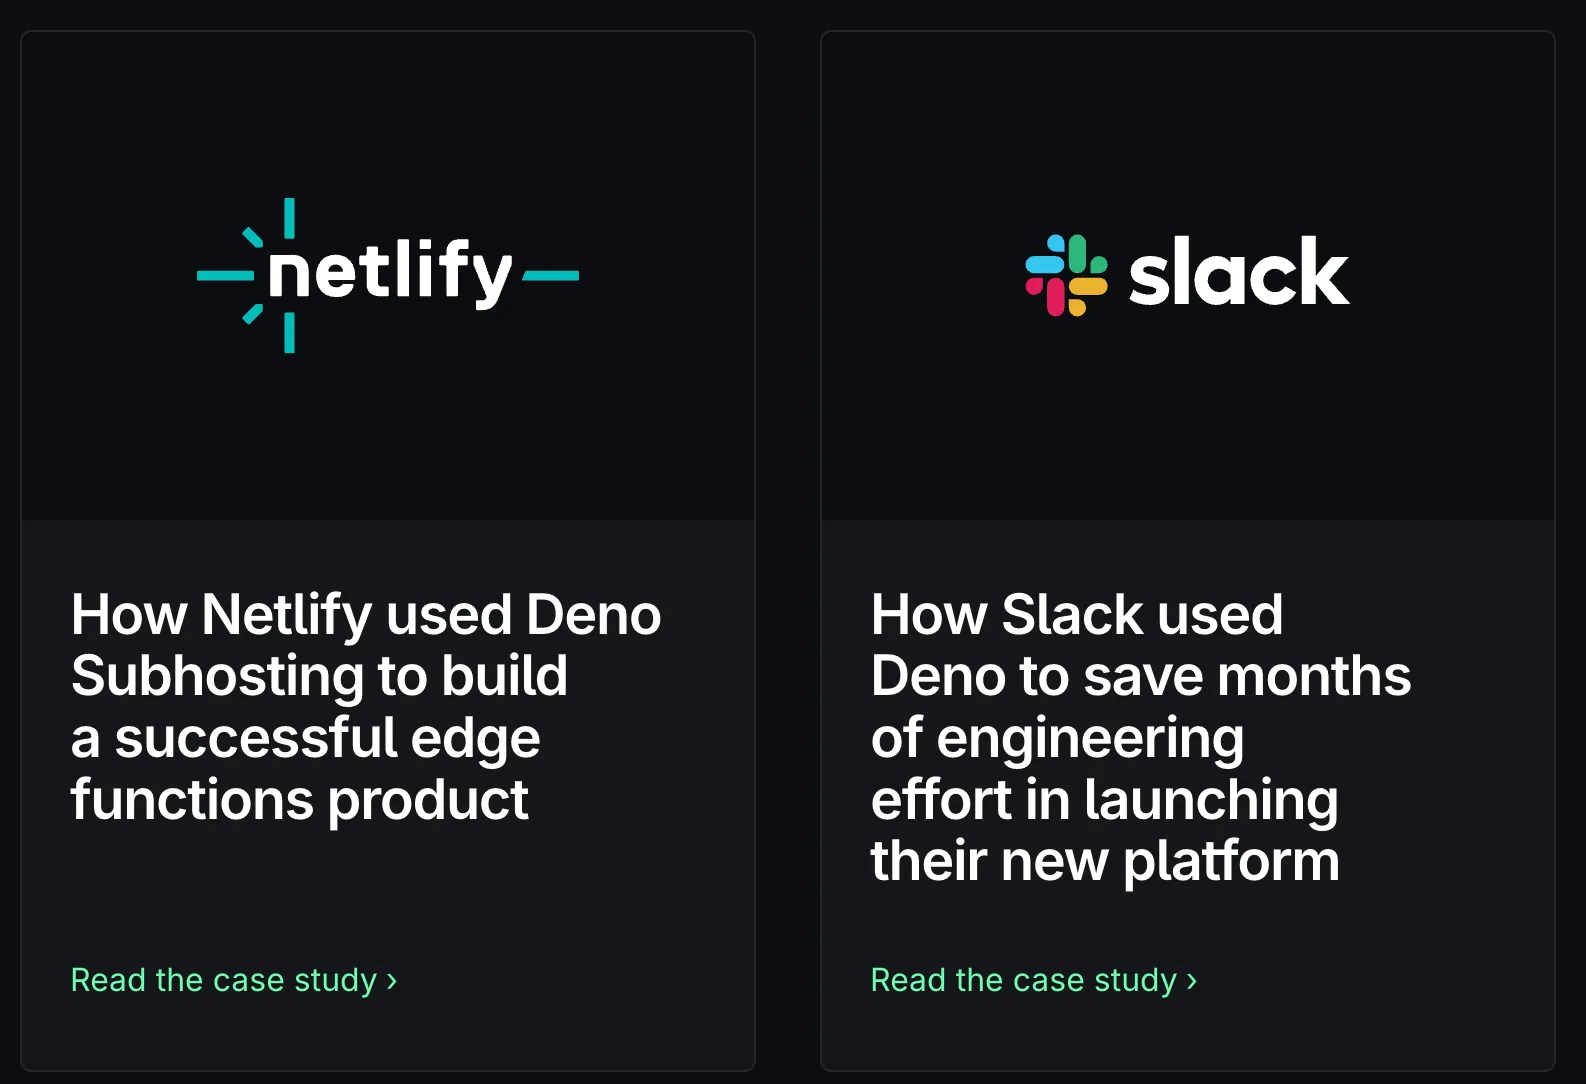 netlify
How Netlify used Deno
Subhosting to build
a successful edge
functions product
Read the case study ›
slack
How Slack used
Deno to save months
of engineering
effort in launching
their new platform
Read the case study ›